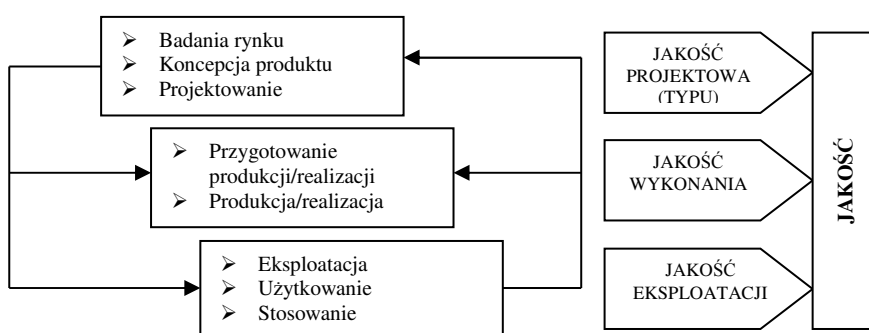 ➢ Badania rynku
➢ Koncepcja produktu
➢ Projektowanie
➢ Przygotowanie
produkcji/realizacji
➢ Produkcja/realizacja
➢ Eksploatacja
➢ Użytkowanie
➢ Stosowanie
JAKOŚĆ
PROJEKTOWA
(TYPU)
JAKOŚĆ
WYKONANIA
JAKOŚĆ
EKSPLOATACJI
JAKOŚĆ